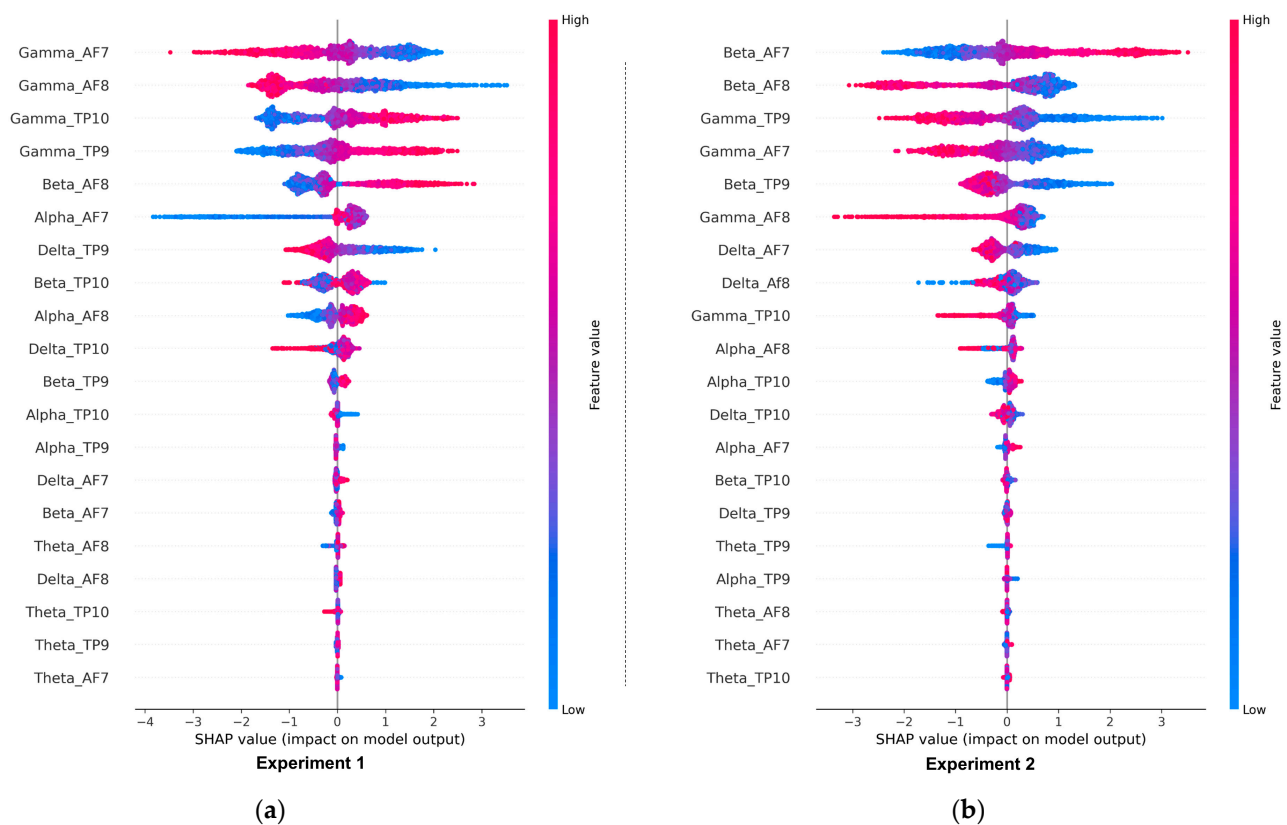 High
Gamma_AF7
Gamma_AF8
Gamma_TP10
Gamma_TP9
Beta_AF8
Alpha_AF7
Delta_TP9
Beta_TP10
Alpha_AF8
Delta_TP10
Beta_TP9
Alpha_TP10
Alpha_TP9
Delta_AF7
Beta_AF7
Theta_AF8
Delta_AF8
Theta_TP10
Theta_TP9
Theta_AF7
Feature value
Low
−4 −3 −2 −1 0 1 2 3
SHAP value (impact on model output)
Experiment 1
(a)
High
Beta_AF7
Beta_AF8
Gamma_TP9
Gamma_AF7
Beta_TP9
Gamma_AF8
Delta_AF7
Delta_Af8
Gamma_TP10
Alpha_AF8
Alpha_TP10
Delta_TP10
Alpha_AF7
Beta_TP10
Delta_TP9
Theta_TP9
Alpha_TP9
Theta_AF8
Theta_AF7
Theta_TP10
Feature value
Low
−3 −2 −1 0 1 2 3
SHAP value (impact on model output)
Experiment 2
(b)